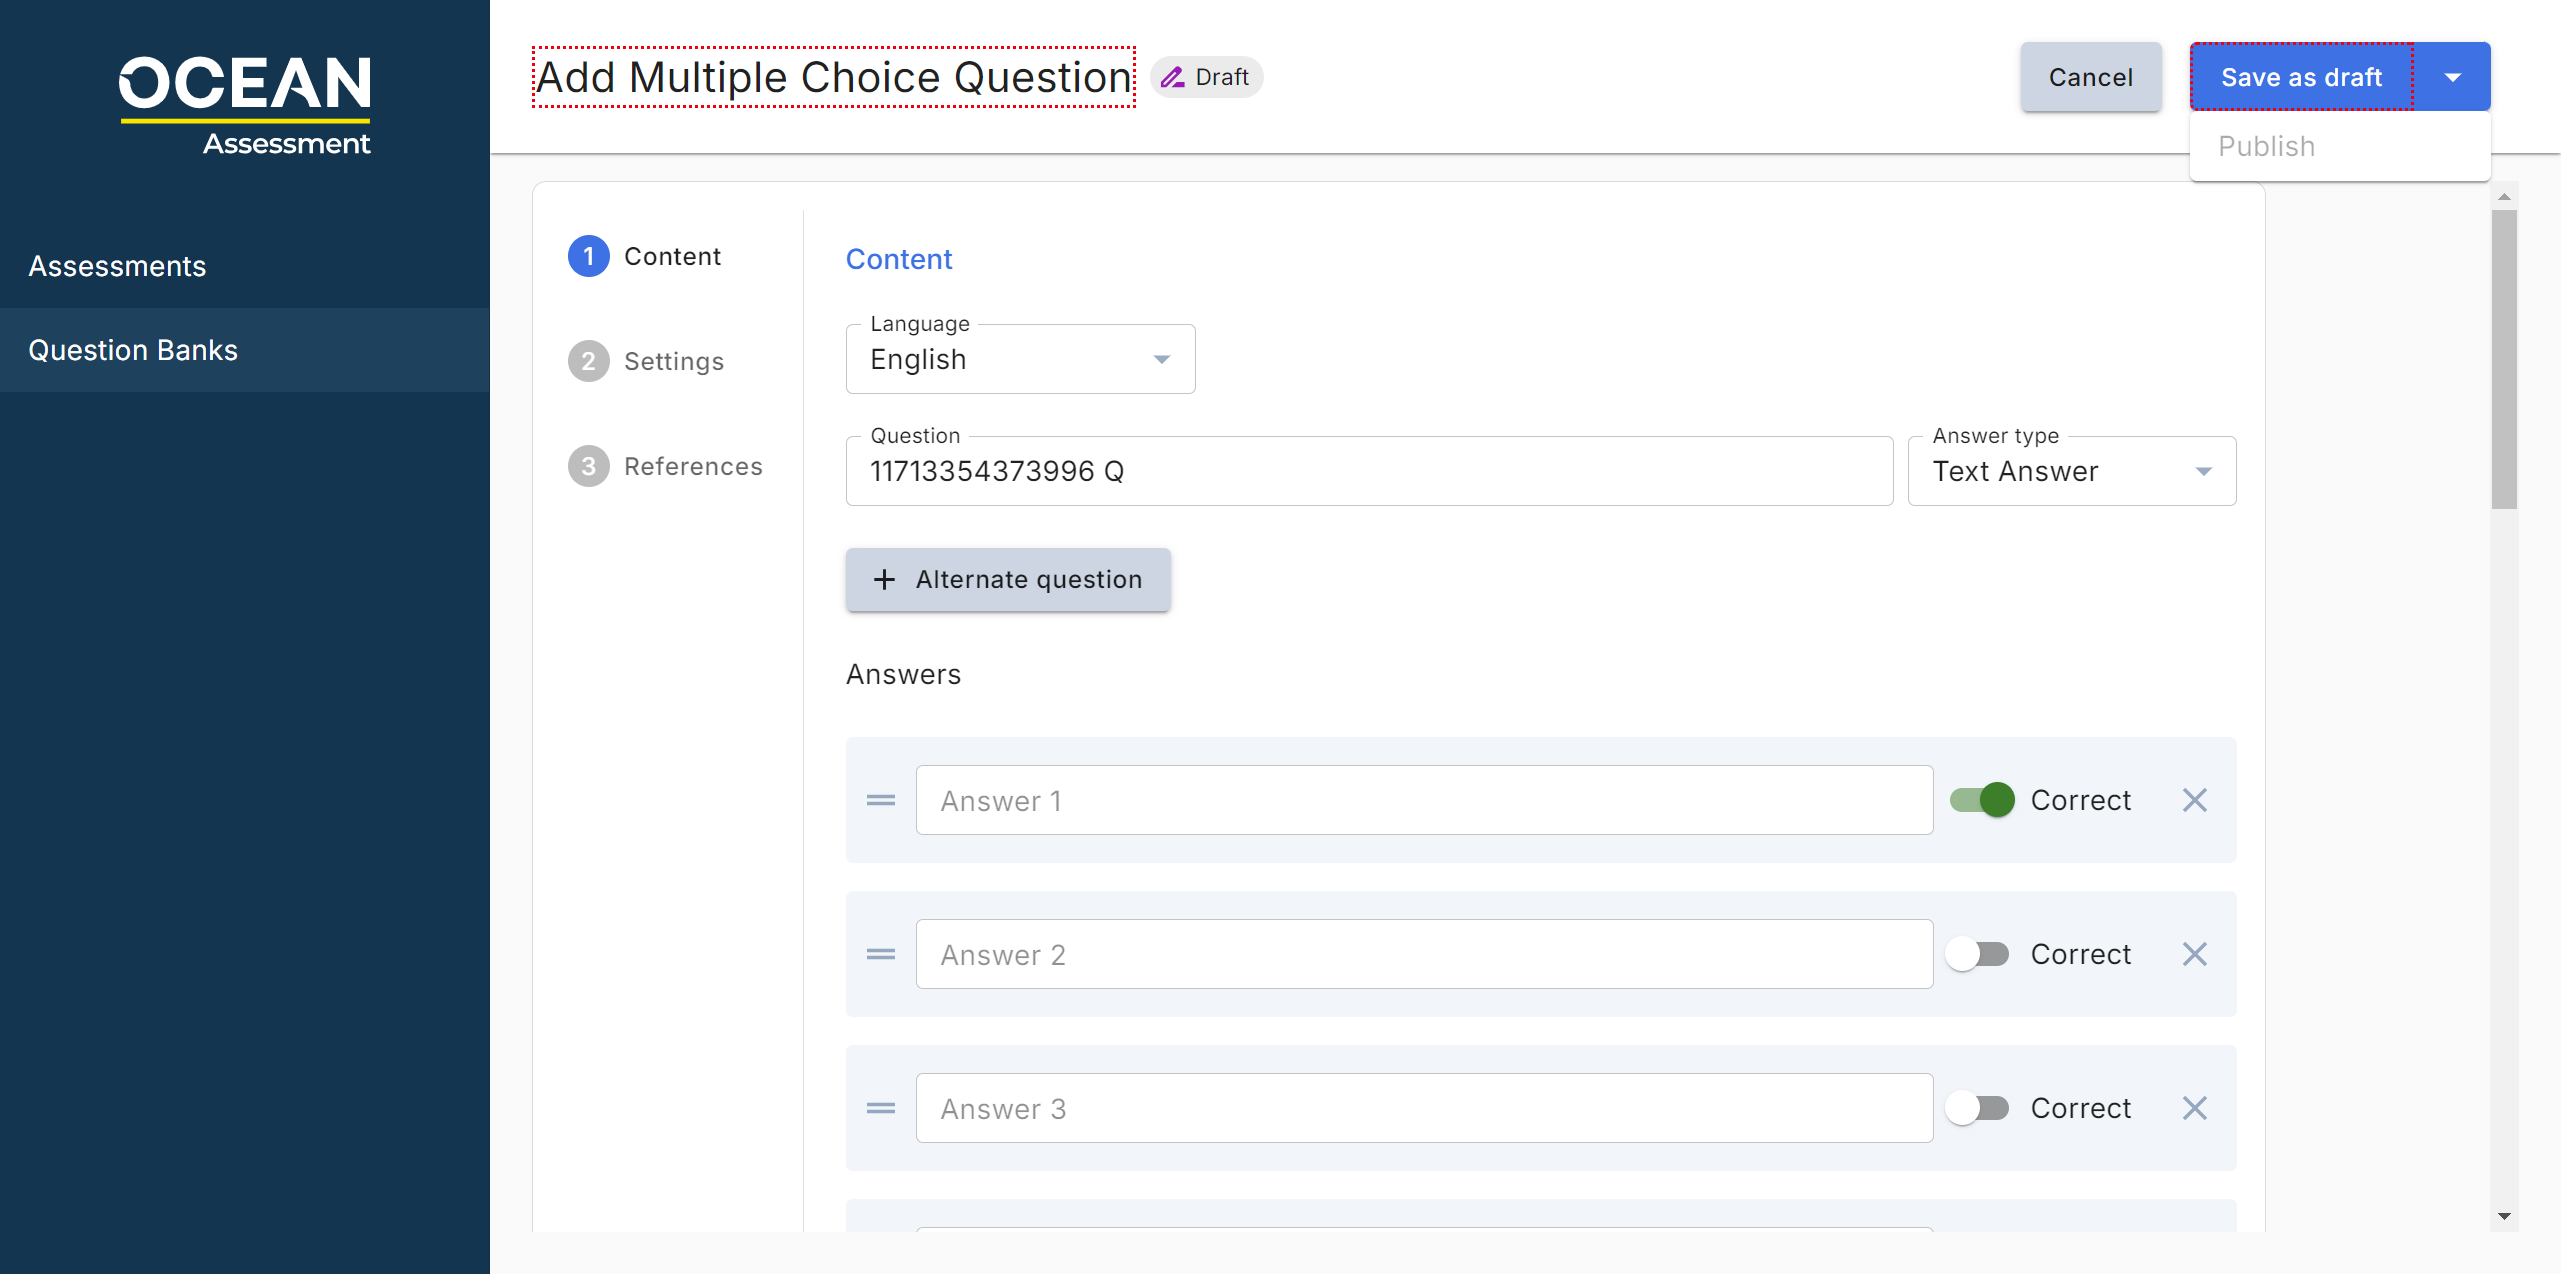 OCEAN
Assessment
Assessments
Question Banks
Add Multiple Choice Question
Draft
Cancel
Save as draft
Publish
1 Content
2 Settings
3 References
Content
Language
English
Question
11713354373996 Q
Answer type
Text Answer
+ Alternate question
Answers
Answer 1
Correct
Answer 2
Correct
Answer 3
Correct